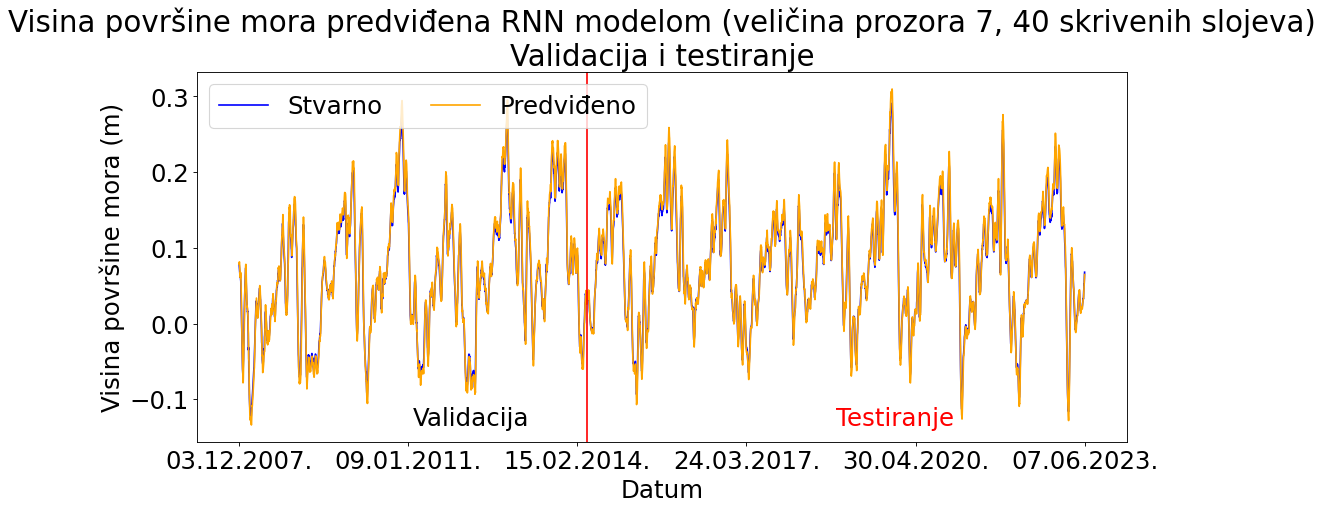 Visina površine mora predviđena RNN modelom (veličina prozora 7, 40 skrivenih slojeva)
Validacija i testiranje
Stvarno
Predviđeno
Visina površine mora (m)
0.3
0.2
0.1
0.0
−0.1
Validacija
Testiranje
03.12.2007.
09.01.2011.
15.02.2014.
24.03.2017.
30.04.2020.
07.06.2023.
Datum